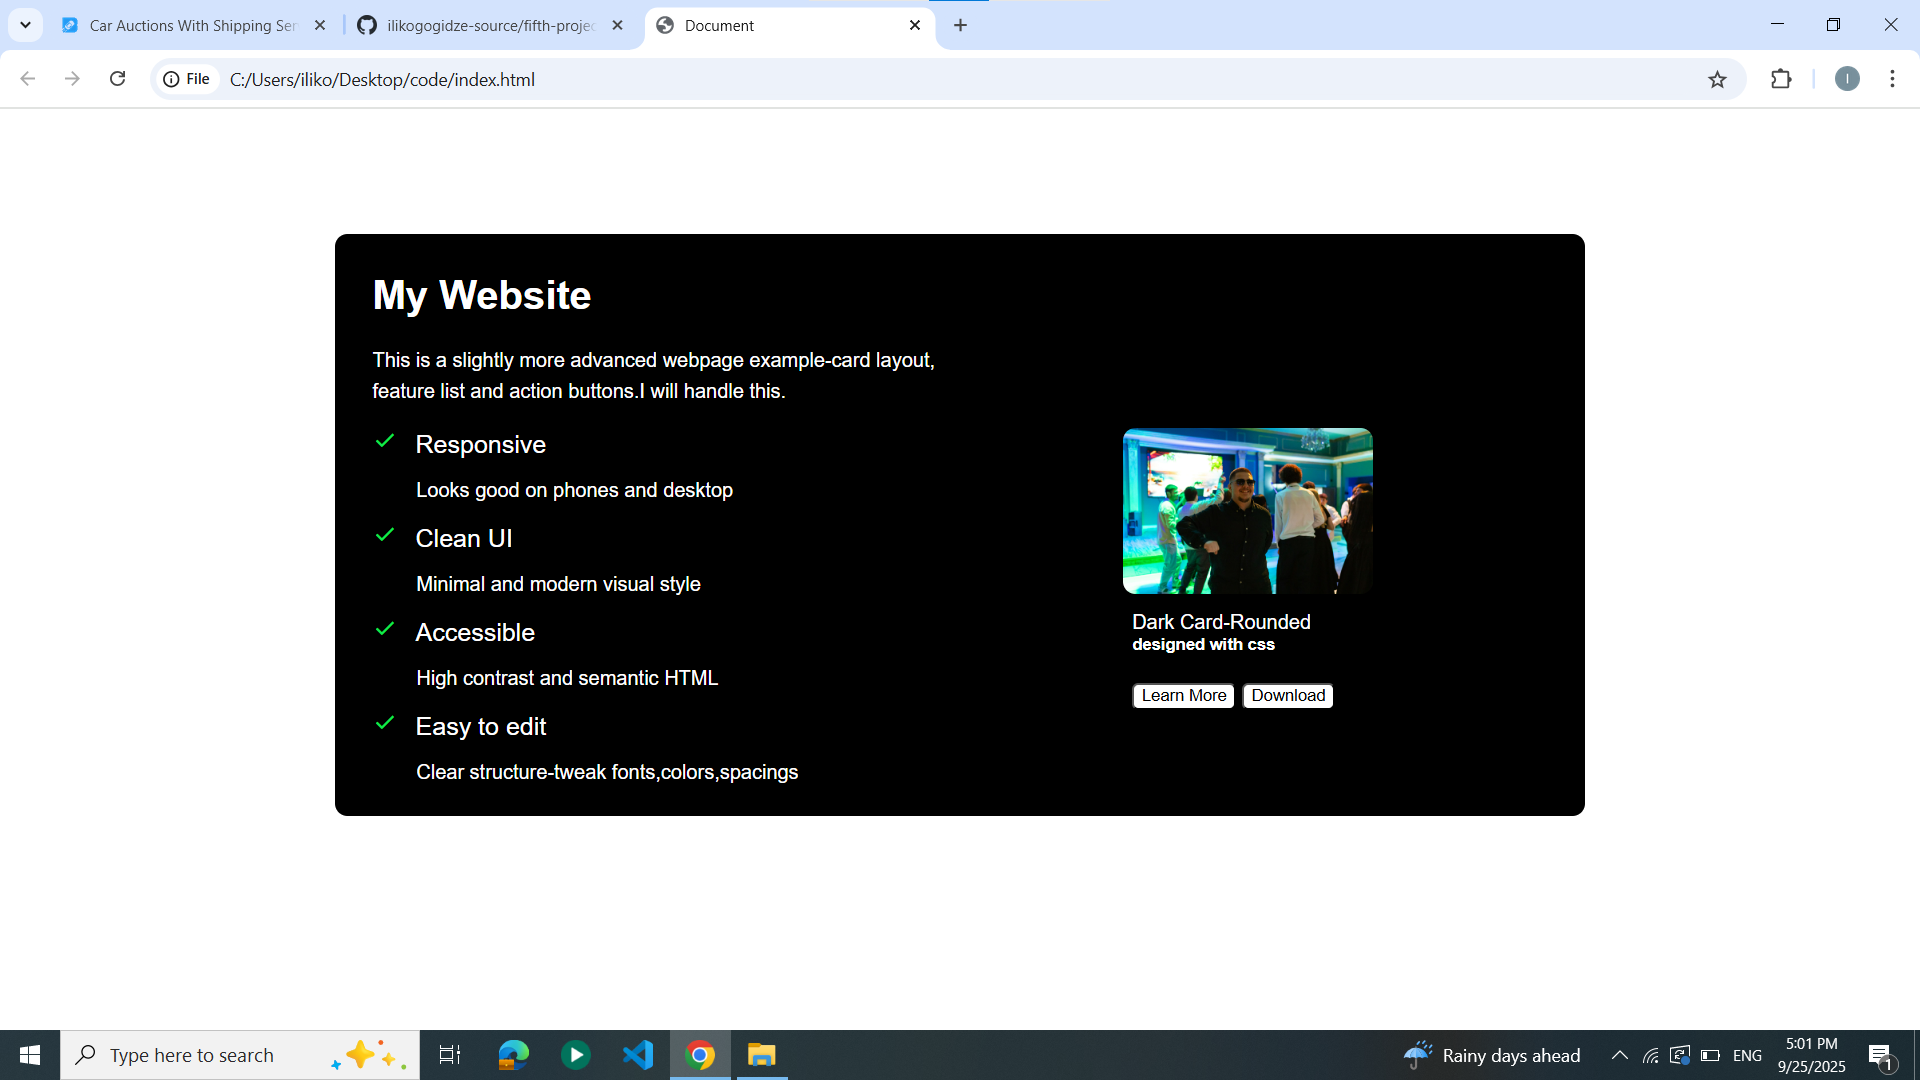 Car Auctions With Shipping Ser
ilikogogidze-source/fifth-projec
Document
File
C:/Users/iliko/Desktop/code/index.html
I
My Website
This is a slightly more advanced webpage example-card layout,
feature list and action buttons.I will handle this.
Responsive
Looks good on phones and desktop
Clean UI
Minimal and modern visual style
Accessible
High contrast and semantic HTML
Easy to edit
Clear structure-tweak fonts,colors,spacings
Dark Card-Rounded
designed with css
Learn More Download
Type here to search
Rainy days ahead
ENG
5:01 PM
9/25/2025
1